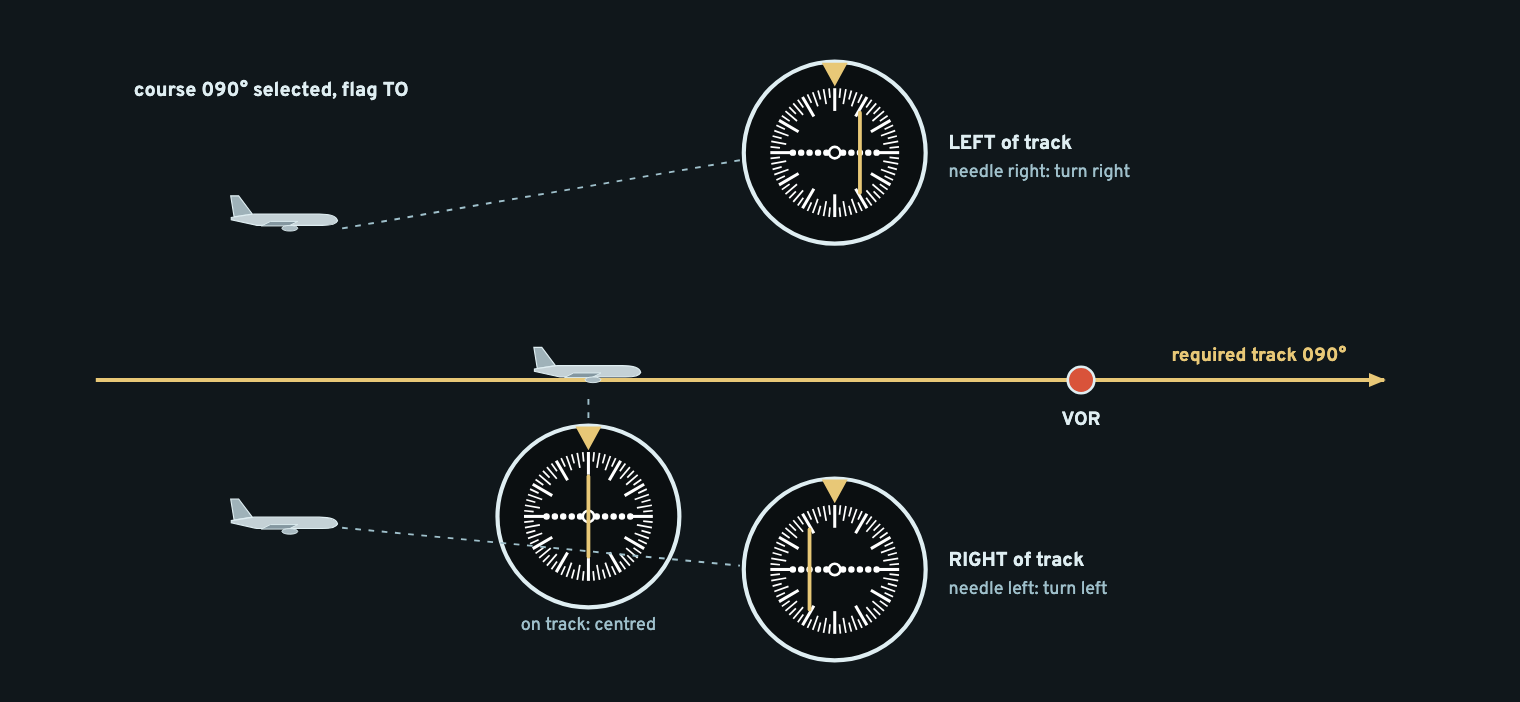 course 090° selected, flag TO
LEFT of track
needle right: turn right
required track 090°
VOR
on track: centred
RIGHT of track
needle left: turn left